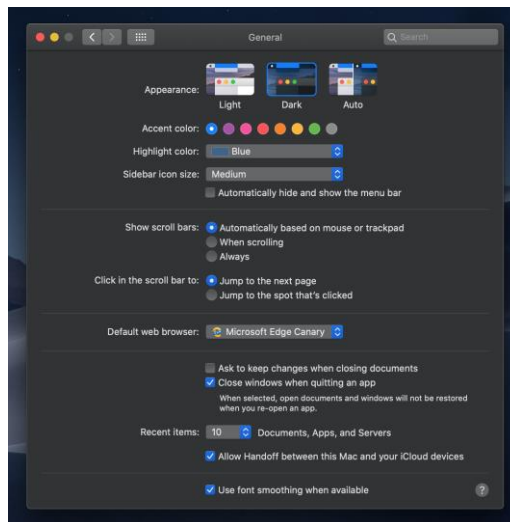 General
Search
Appearance:
Light Dark Auto
Accent color:
Highlight color: Blue
Sidebar icon size: Medium
Automatically hide and show the menu bar
Show scroll bars: Automatically based on mouse or trackpad
When scrolling
Always
Click in the scroll bar to: Jump to the next page
Jump to the spot that's clicked
Default web browser: Microsoft Edge Canary
Ask to keep changes when closing documents
Close windows when quitting an app
When selected, open documents and windows will not be restored
when you re-open an app.
Recent items: 10 Documents, Apps, and Servers
Allow Handoff between this Mac and your iCloud devices
Use font smoothing when available ?